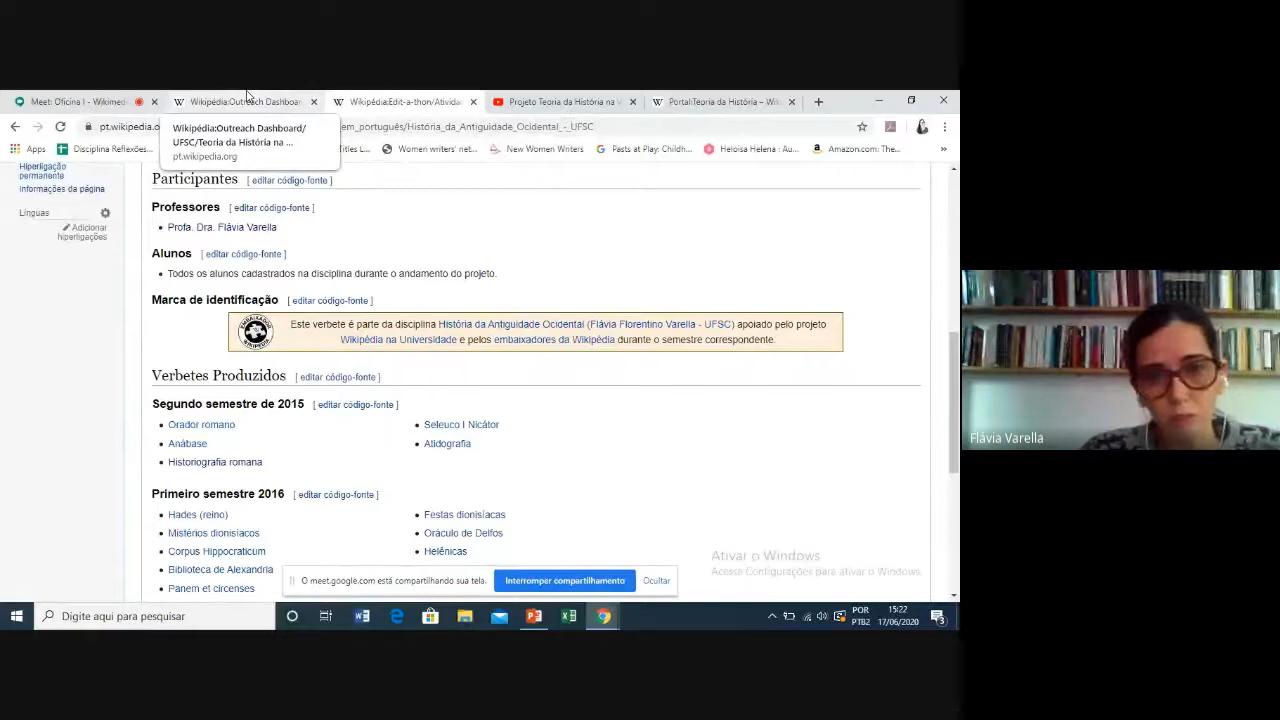 Meet: Oficina I - Wikimed
Wikipédia:Outreach Dashboar
Wikipédia:Edit-a-thon/Ativida
Projeto Teoria da História na W
Portal:Teoria da História – Wiki
Wikipédia:Outreach Dashboard/
UFSC/Teoria da História na ...
pt.wikipedia.org
pt.wikipedia.o
em_português/História_da_Antiguidade_Ocidental_-_UFSC
Apps
Disciplina Reflexões...
Titles L...
Women writers' net...
New Women Writers
Pasts at Play: Childh...
Heloisa Helena : Au...
Amazon.com: The...
»
Hiperligação
permanente
Informações da página
Línguas
Adicionar
hiperligações
Participantes [ editar código-fonte ]
Professores [ editar código-fonte ]
• Profa. Dra. Flávia Varella
Alunos [ editar código-fonte ]
• Todos os alunos cadastrados na disciplina durante o andamento do projeto.
Marca de identificação [ editar código-fonte ]
Este verbete é parte da disciplina História da Antiguidade Ocidental (Flávia Florentino Varella - UFSC) apoiado pelo projeto
Wikipédia na Universidade e pelos embaixadores da Wikipédia durante o semestre correspondente.
Verbetes Produzidos [ editar código-fonte ]
Segundo semestre de 2015 [ editar código-fonte ]
• Orador romano
• Anábase
• Historiografia romana
• Seleuco I Nicátor
• Atidografia
Primeiro semestre 2016 [ editar código-fonte ]
• Hades (reino)
• Mistérios dionisíacos
• Corpus Hippocraticum
• Biblioteca de Alexandria
• Panem et circenses
• Festas dionisíacas
• Oráculo de Delfos
• Helênicas
Ativar o Windows
Acesse Configurações para ativar o Windows.
O meet.google.com está compartilhando sua tela.
Interromper compartilhamento
Ocultar
Digite aqui para pesquisar
POR
PTB2
15:22
17/06/2020
3
Flávia Varella